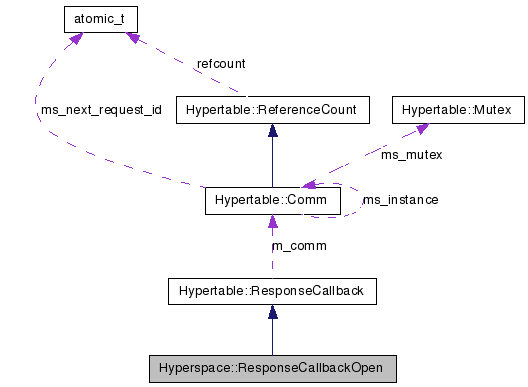 atomic_t
refcount
ms_next_request_id
Hypertable::ReferenceCount
Hypertable::Mutex
ms_mutex
Hypertable::Comm
ms_instance
m_comm
Hypertable::ResponseCallback
Hyperspace::ResponseCallbackOpen